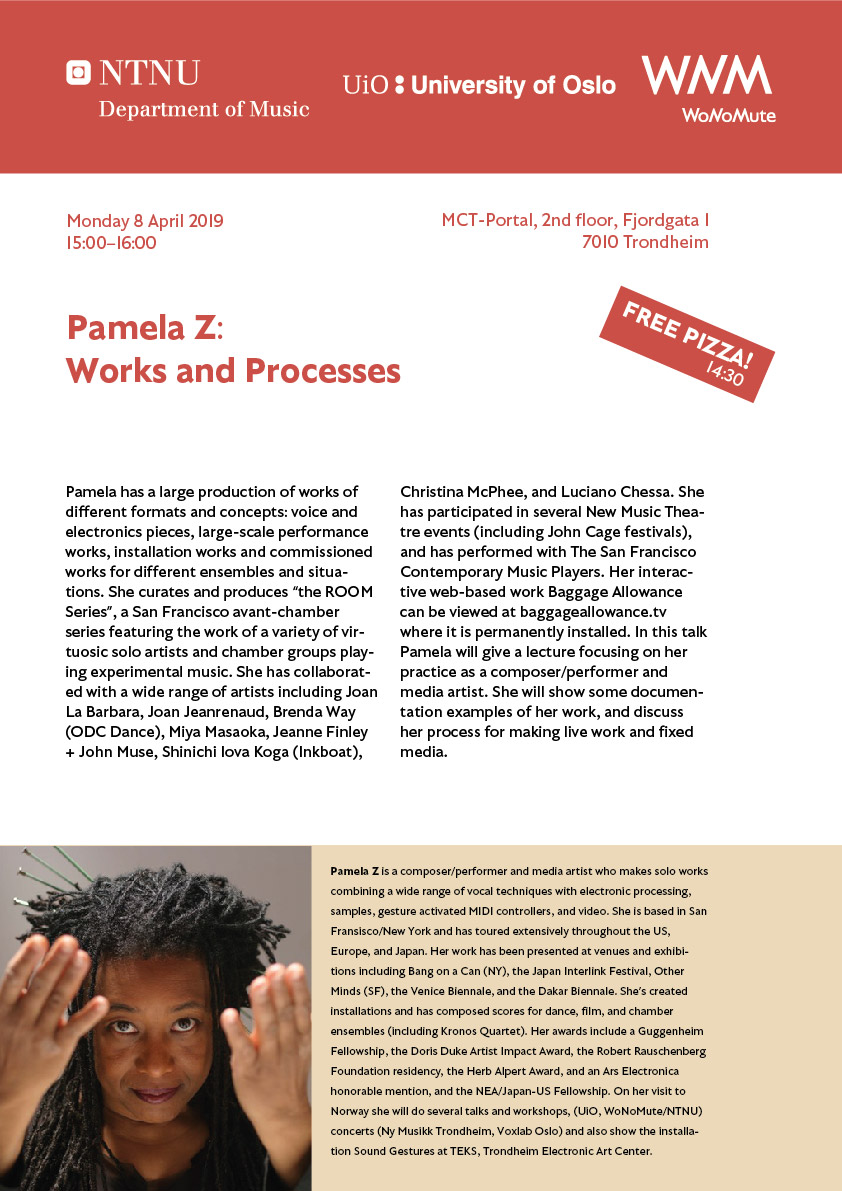 NTNU
Department of Music
UiO : University of Oslo
WNM
WoNoMute
Monday 8 April 2019
15:00–16:00
MCT-Portal, 2nd floor, Fjordgata 1
7010 Trondheim
Pamela Z:
Works and Processes
FREE PIZZA!
14:30
Pamela has a large production of works of
different formats and concepts: voice and
electronics pieces, large-scale performance
works, installation works and commissioned
works for different ensembles and situa-
tions. She curates and produces "the ROOM
Series", a San Francisco avant-chamber
series featuring the work of a variety of vir-
tuosic solo artists and chamber groups play-
ing experimental music. She has collaborat-
ed with a wide range of artists including Joan
La Barbara, Joan Jeanrenaud, Brenda Way
(ODC Dance), Miya Masaoka, Jeanne Finley
+ John Muse, Shinichi Iova Koga (Inkboat),
Christina McPhee, and Luciano Chessa. She
has participated in several New Music Thea-
tre events (including John Cage festivals),
and has performed with The San Francisco
Contemporary Music Players. Her interac-
tive web-based work Baggage Allowance
can be viewed at baggageallowance.tv
where it is permanently installed. In this talk
Pamela will give a lecture focusing on her
practice as a composer/performer and
media artist. She will show some documen-
tation examples of her work, and discuss
her process for making live work and fixed
media.
Pamela Z is a composer/performer and media artist who makes solo works
combining a wide range of vocal techniques with electronic processing,
samples, gesture activated MIDI controllers, and video. She is based in San
Fransisco/New York and has toured extensively throughout the US,
Europe, and Japan. Her work has been presented at venues and exhibi-
tions including Bang on a Can (NY), the Japan Interlink Festival, Other
Minds (SF), the Venice Biennale, and the Dakar Biennale. She's created
installations and has composed scores for dance, film, and chamber
ensembles (including Kronos Quartet). Her awards include a Guggenheim
Fellowship, the Doris Duke Artist Impact Award, the Robert Rauschenberg
Foundation residency, the Herb Alpert Award, and an Ars Electronica
honorable mention, and the NEA/Japan-US Fellowship. On her visit to
Norway she will do several talks and workshops, (UiO, WoNoMute/NTNU)
concerts (Ny Musikk Trondheim, Voxlab Oslo) and also show the installa-
tion Sound Gestures at TEKS, Trondheim Electronic Art Center.